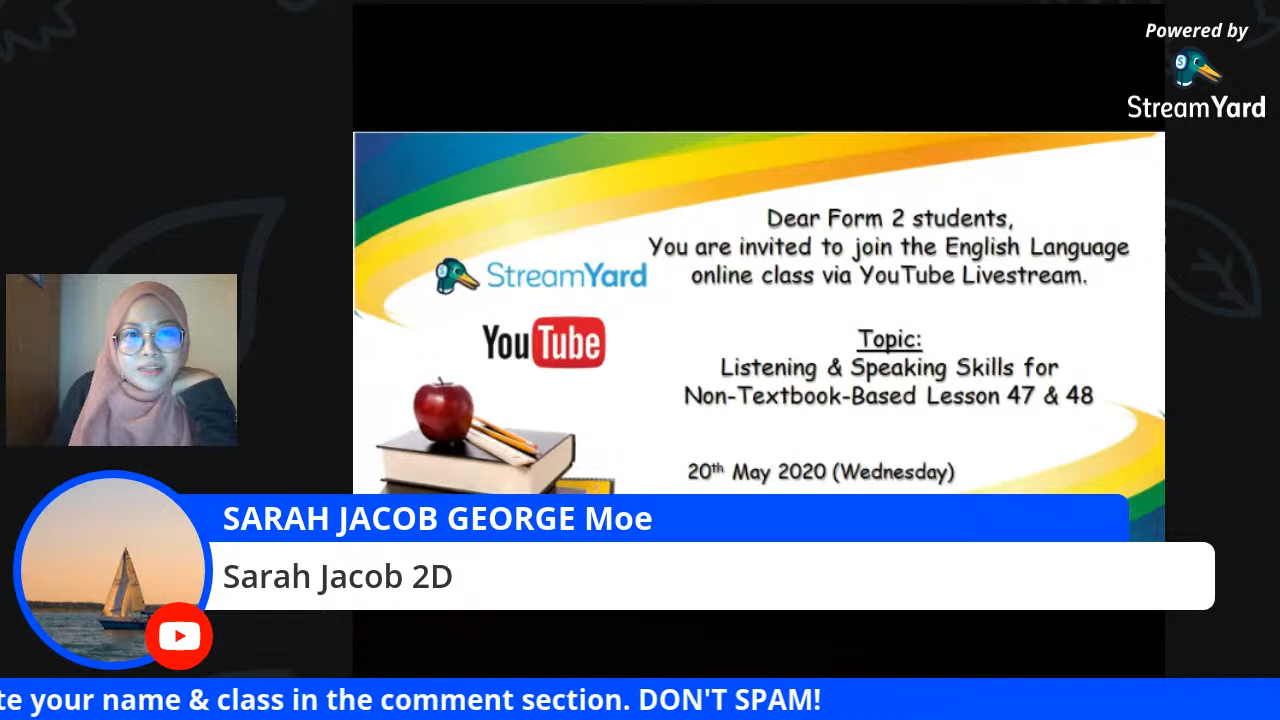 Powered by
StreamYard
Dear Form 2 students,
You are invited to join the English Language
online class via YouTube Livestream.
StreamYard
YouTube
Topic:
Listening & Speaking Skills for
Non-Textbook-Based Lesson 47 & 48
20th May 2020 (Wednesday)
SARAH JACOB GEORGE Moe
Sarah Jacob 2D
te your name & class in the comment section. DON'T SPAM!